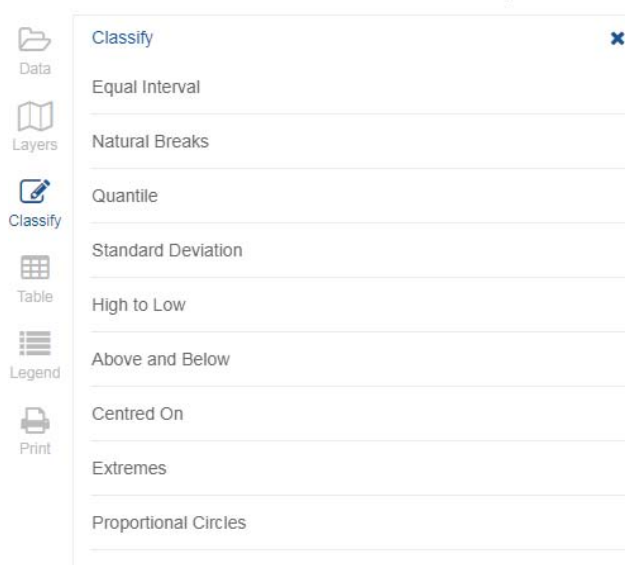 Data
Layers
Classify
Table
Legend
Print
Classify
Equal Interval
Natural Breaks
Quantile
Standard Deviation
High to Low
Above and Below
Centred On
Extremes
Proportional Circles